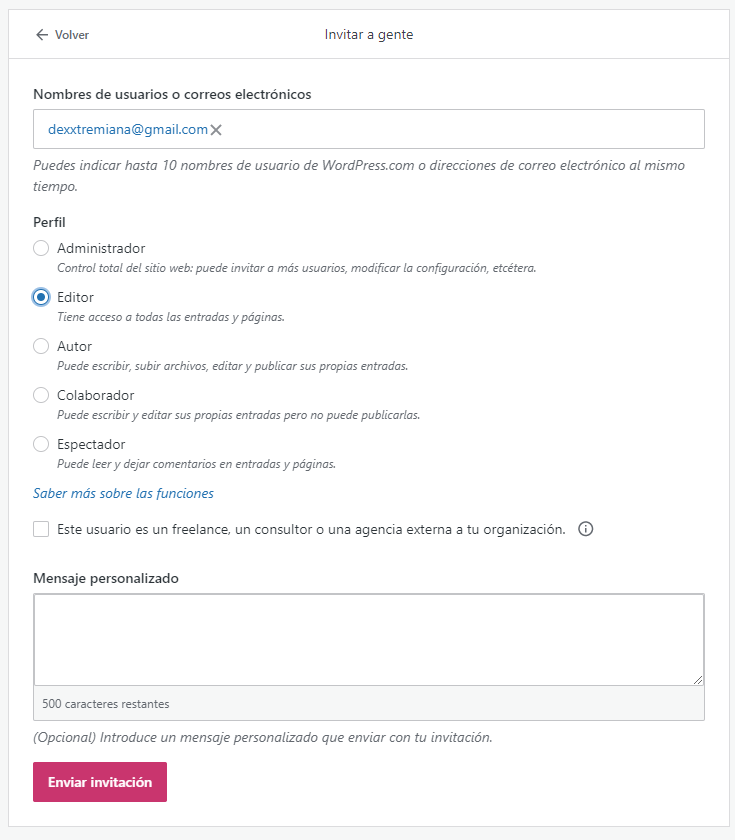 Volver
Invitar a gente
Nombres de usuarios o correos electrónicos
dexxtremiana@gmail.com
Puedes indicar hasta 10 nombres de usuario de WordPress.com o direcciones de correo electrónico al mismo
tiempo.
Perfil
Administrador
Control total del sitio web: puede invitar a más usuarios, modificar la configuración, etcétera.
Editor
Tiene acceso a todas las entradas y páginas.
Autor
Puede escribir, subir archivos, editar y publicar sus propias entradas.
Colaborador
Puede escribir y editar sus propias entradas pero no puede publicarlas.
Espectador
Puede leer y dejar comentarios en entradas y páginas.
Saber más sobre las funciones
Este usuario es un freelance, un consultor o una agencia externa a tu organización.
Mensaje personalizado
500 caracteres restantes
(Opcional) Introduce un mensaje personalizado que enviar con tu invitación.
Enviar invitación